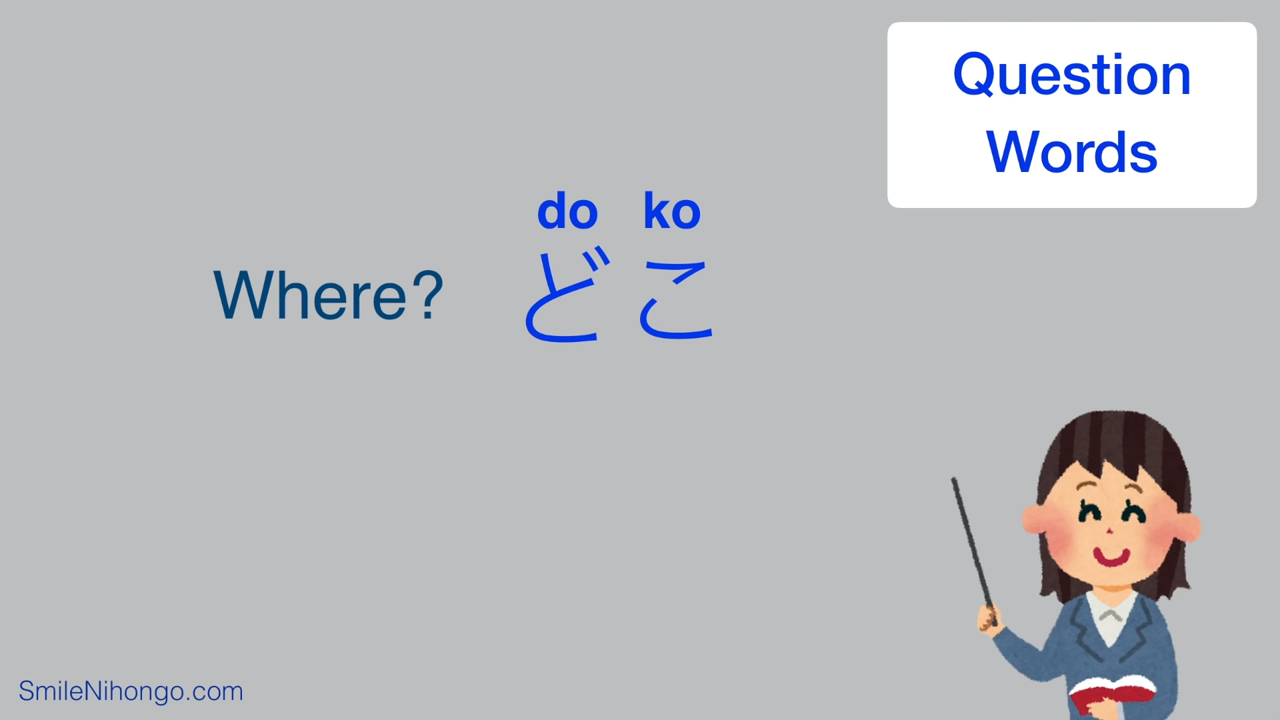 Question
Words
do ko
Where? どこ
SmileNihongo.com